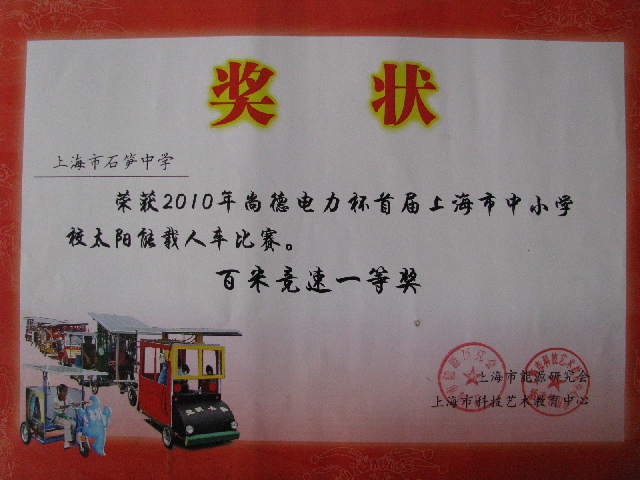 奖 状
上海市石笋中学
荣获2010年尚德电力杯首届上海市中小学
校太阳能载人车比赛。
百米竞速一等奖
上海市能源研究会
上海市科技艺术教育中心